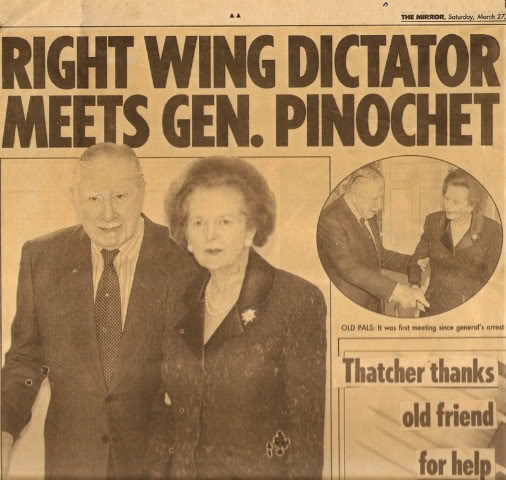 THE MIRROR, Saturday, March 27
RIGHT WING DICTATOR
MEETS GEN. PINOCHET
OLD PALS: It was first meeting since general's arrest
Thatcher thanks
old friend
for help